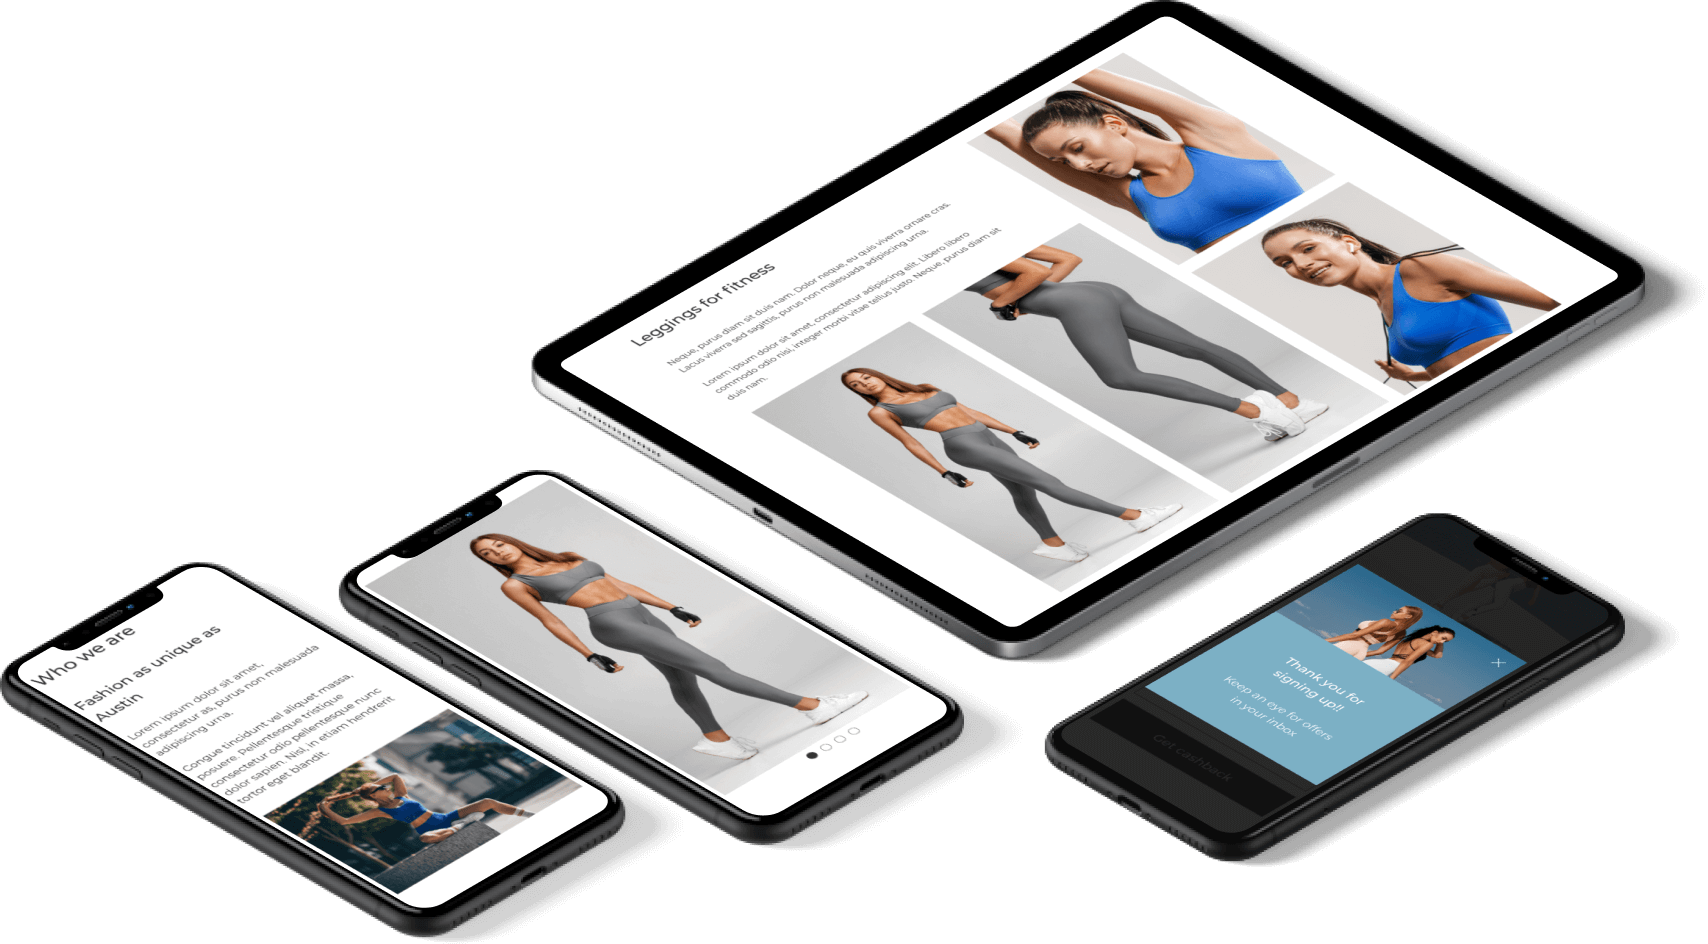 Leggings for fitness
Neque, purus diam sit duis nam. Dolor neque, eu quis viverra ornare cras.
Lacus viverra sed sagittis, purus non malesuada adipiscing urna.
Lorem ipsum dolor sit amet, consectetur adipiscing elit. Libero libero
commodo odio nisi, integer morbi vitae tellus justo. Neque, purus diam sit
duis nam.
Who we are
Fashion as unique as
Austin
Lorem ipsum dolor sit amet,
consectetur as, purus non malesuada
adipiscing urna.
Congue tincidunt vel aliquet massa,
posuere. Pellentesque tristique
consectetur odio pellentesque nunc
dolor sapien. Nisl, in etiam hendrerit
tortor eget blandit.
Thank you for
signing up!!
Keep an eye for offers
in your inbox
Get cashback